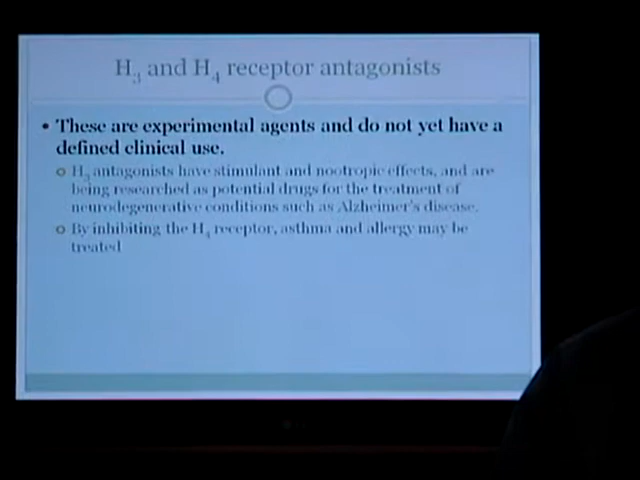 H₃ and H₄ receptor antagonists
• These are experimental agents and do not yet have a
defined clinical use.
○ H₃ antagonists have stimulant and nootropic effects, and are
being researched as potential drugs for the treatment of
neurodegenerative conditions such as Alzheimer's disease.
○ By inhibiting the H₄ receptor, asthma and allergy may be
treated